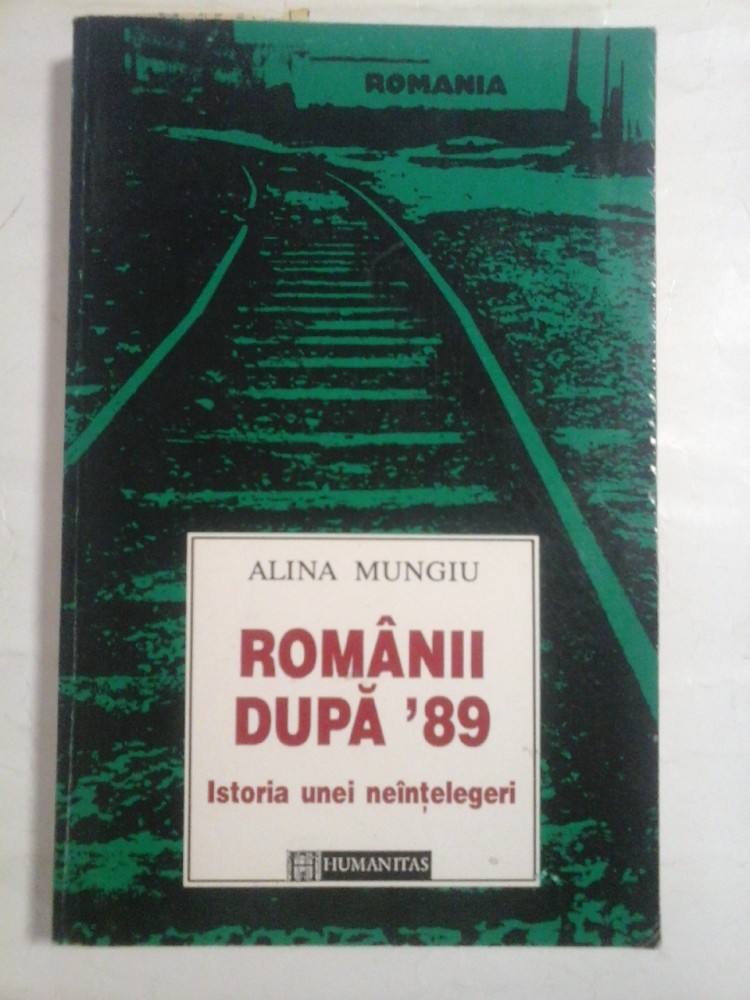 ROMANIA
ALINA MUNGIU
ROMÂNII
DUPĂ '89
Istoria unei neînțelegeri
HUMANITAS